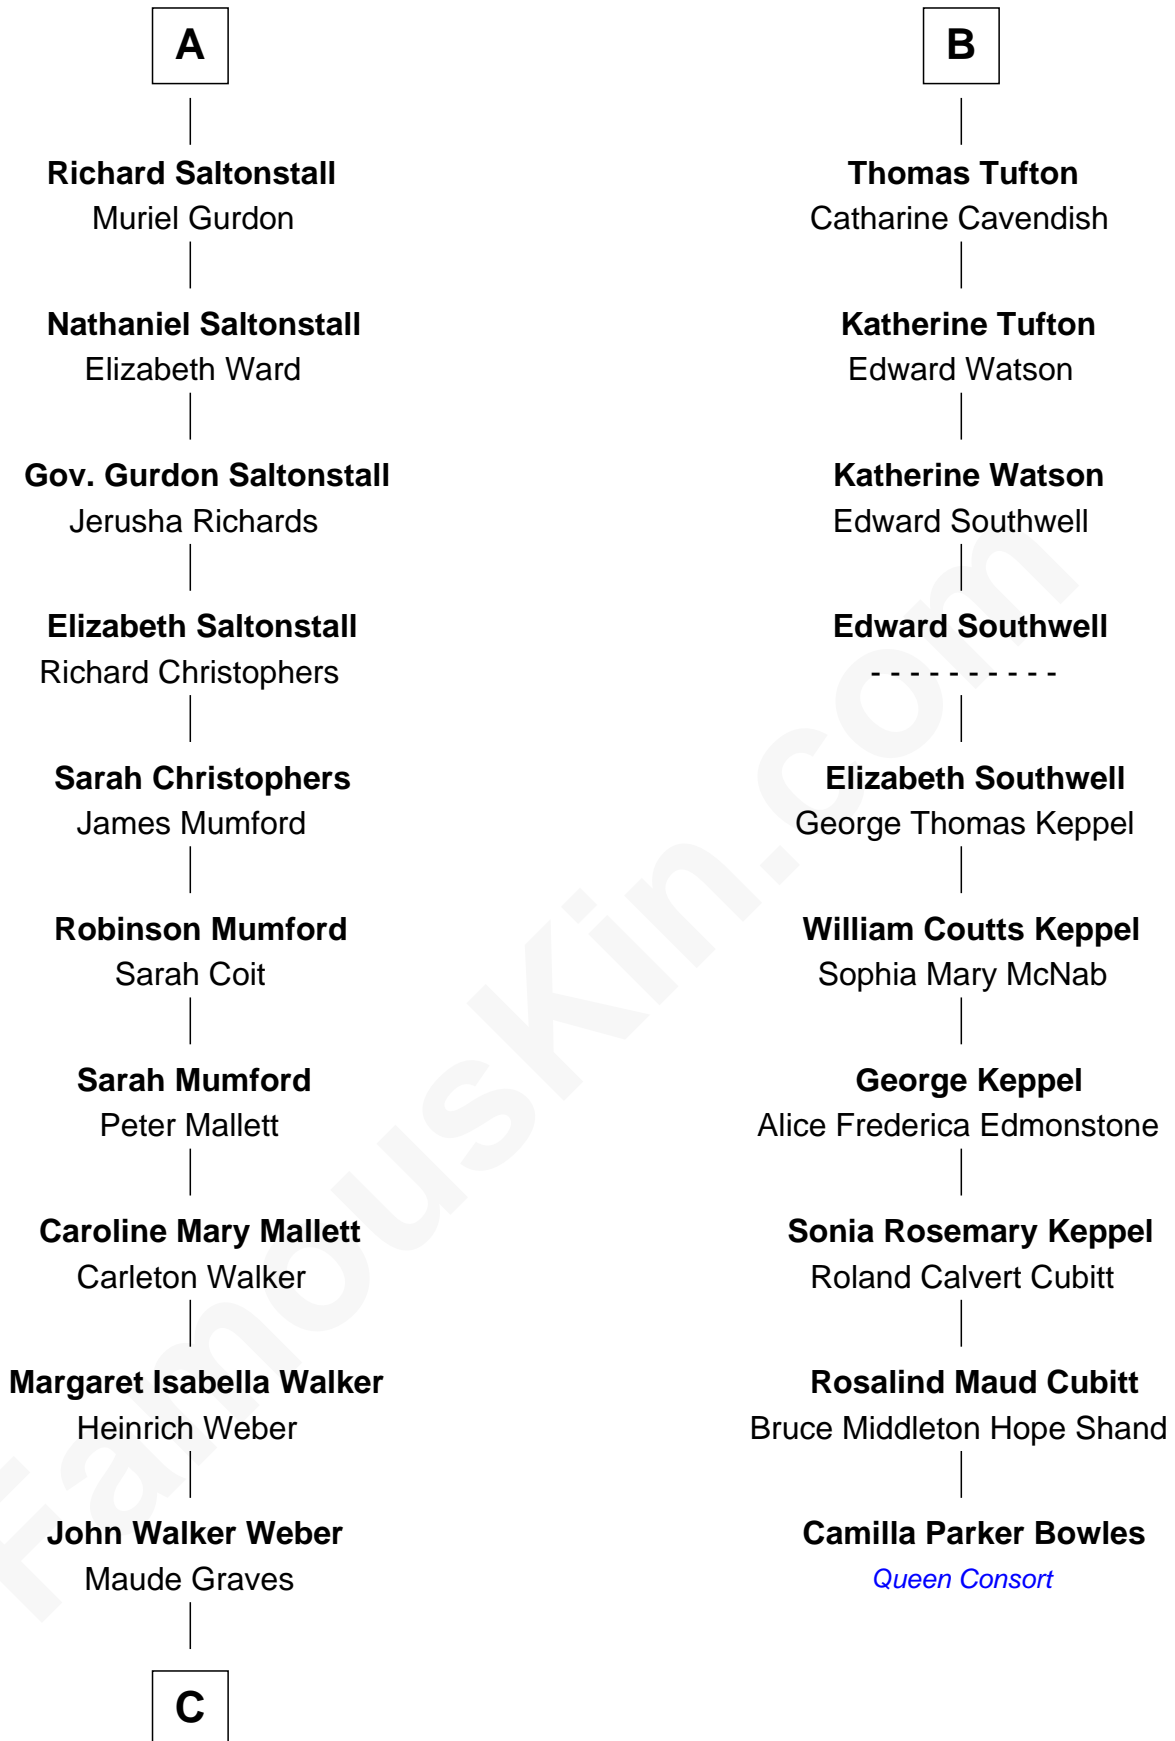 A
Richard Saltonstall
Muriel Gurdon
Nathaniel Saltonstall
Elizabeth Ward
Gov. Gurdon Saltonstall
Jerusha Richards
Elizabeth Saltonstall
Richard Christophers
Sarah Christophers
James Mumford
Robinson Mumford
Sarah Coit
Sarah Mumford
Peter Mallett
Caroline Mary Mallett
Carleton Walker
Margaret Isabella Walker
Heinrich Weber
John Walker Weber
Maude Graves
C
B
Thomas Tufton
Catharine Cavendish
Katherine Tufton
Edward Watson
Katherine Watson
Edward Southwell
Edward Southwell
- - - - - - - - - -
Elizabeth Southwell
George Thomas Keppel
William Coutts Keppel
Sophia Mary McNab
George Keppel
Alice Frederica Edmonstone
Sonia Rosemary Keppel
Roland Calvert Cubitt
Rosalind Maud Cubitt
Bruce Middleton Hope Shand
Camilla Parker Bowles
Queen Consort
FamousKin.com